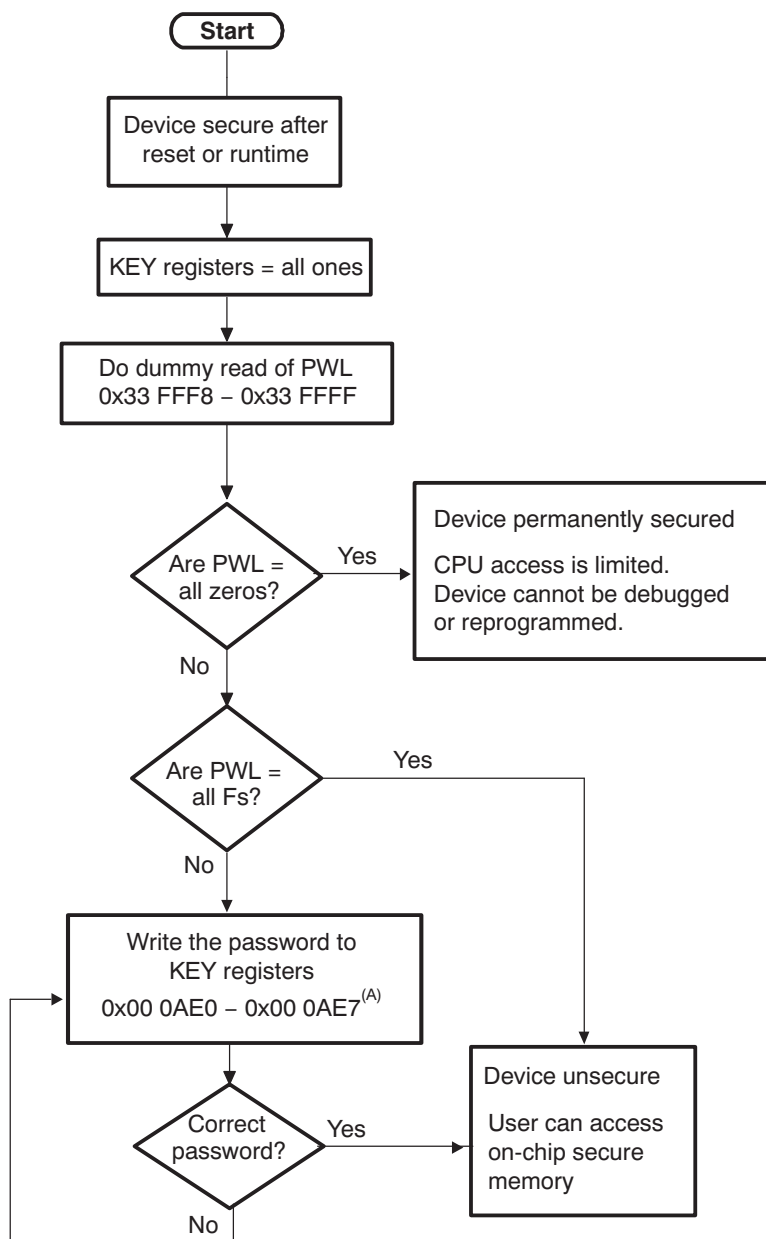 Start
Device secure after
reset or runtime
KEY registers = all ones
Do dummy read of PWL
0x33 FFF8 – 0x33 FFFF
Are PWL =
all zeros?
Yes
Device permanently secured
CPU access is limited.
Device cannot be debugged
or reprogrammed.
No
Are PWL =
all Fs?
Yes
No
Write the password to
KEY registers
0x00 0AE0 – 0x00 0AE7(A)
Correct
password?
Yes
Device unsecure
User can access
on-chip secure
memory
No